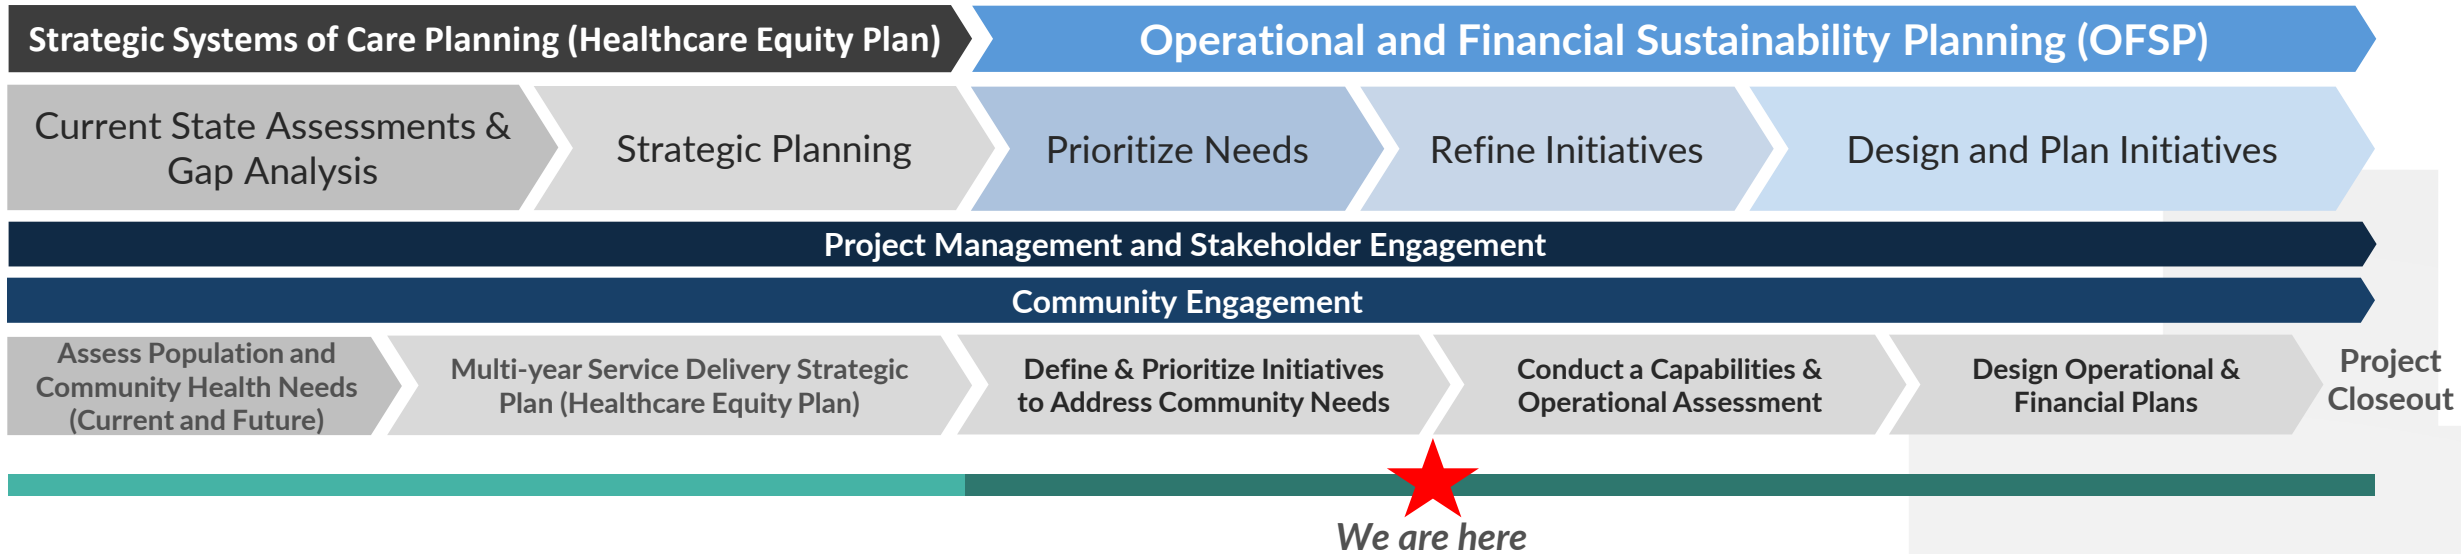 Strategic Systems of Care Planning (Healthcare Equity Plan)
Operational and Financial Sustainability Planning (OFSP)
Current State Assessments &
Gap Analysis
Strategic Planning
Prioritize Needs
Refine Initiatives
Design and Plan Initiatives
Project Management and Stakeholder Engagement
Community Engagement
Assess Population and
Community Health Needs
(Current and Future)
Multi-year Service Delivery Strategic
Plan (Healthcare Equity Plan)
Define & Prioritize Initiatives
to Address Community Needs
Conduct a Capabilities &
Operational Assessment
Design Operational &
Financial Plans
Project
Closeout
We are here